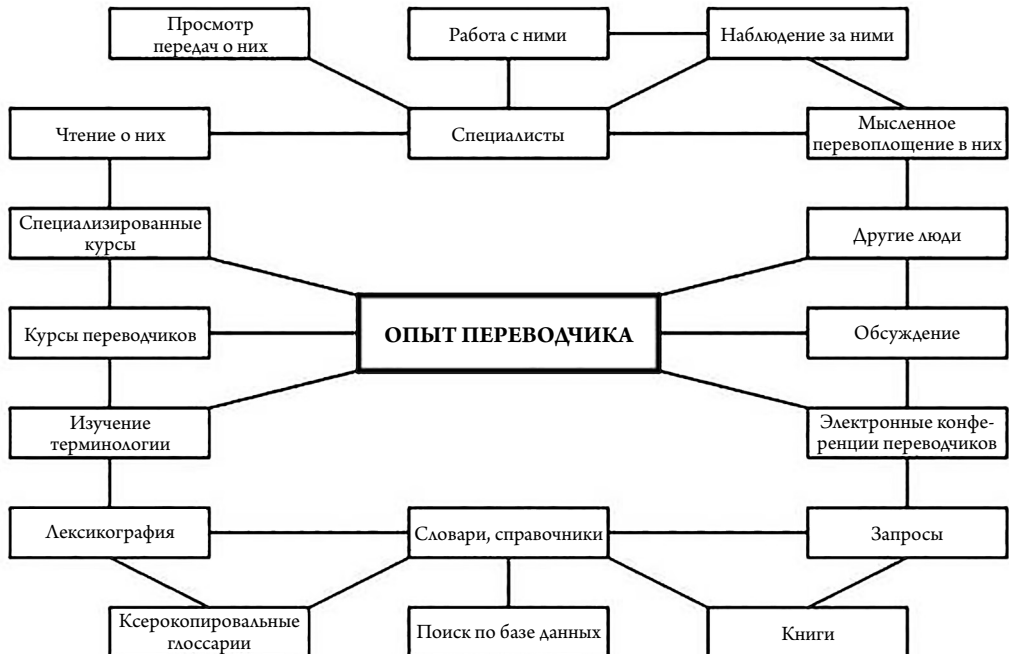 Просмотр
передач о них
Работа с ними
Наблюдение за ними
Чтение о них
Специалисты
Мысленное
перевоплощение в них
Специализированные
курсы
Другие люди
Курсы переводчиков
ОПЫТ ПЕРЕВОДЧИКА
Обсуждение
Изучение
терминологии
Электронные конфе-
ренции переводчиков
Лексикография
Словари, справочники
Запросы
Ксерокопировальные
глоссарии
Поиск по базе данных
Книги